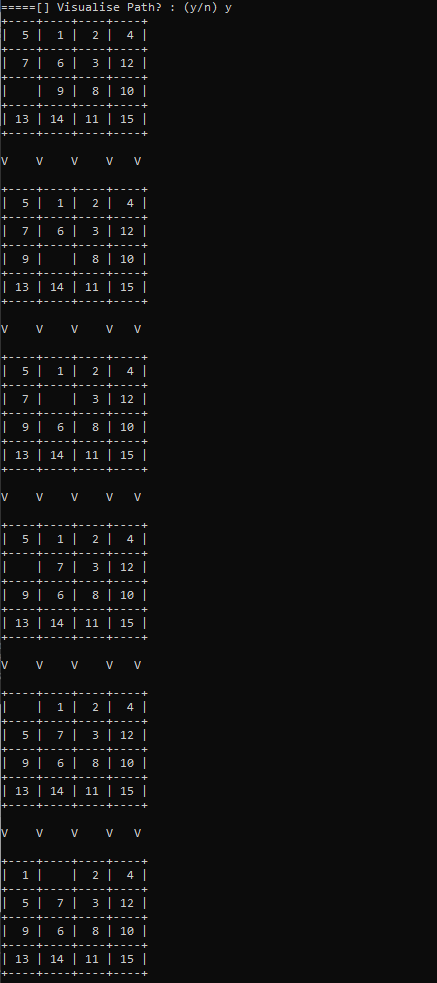 =====[] Visualise Path? : (y/n) y
+----+----+----+----+
|  5 |  1 |  2 |  4 |
+----+----+----+----+
|  7 |  6 |  3 | 12 |
+----+----+----+----+
|    |  9 |  8 | 10 |
+----+----+----+----+
| 13 | 14 | 11 | 15 |
+----+----+----+----+
V    V    V    V   V
+----+----+----+----+
|  5 |  1 |  2 |  4 |
+----+----+----+----+
|  7 |  6 |  3 | 12 |
+----+----+----+----+
|  9 |    |  8 | 10 |
+----+----+----+----+
| 13 | 14 | 11 | 15 |
+----+----+----+----+
V    V    V    V   V
+----+----+----+----+
|  5 |  1 |  2 |  4 |
+----+----+----+----+
|  7 |    |  3 | 12 |
+----+----+----+----+
|  9 |  6 |  8 | 10 |
+----+----+----+----+
| 13 | 14 | 11 | 15 |
+----+----+----+----+
V    V    V    V   V
+----+----+----+----+
|  5 |  1 |  2 |  4 |
+----+----+----+----+
|    |  7 |  3 | 12 |
+----+----+----+----+
|  9 |  6 |  8 | 10 |
+----+----+----+----+
| 13 | 14 | 11 | 15 |
+----+----+----+----+
V    V    V    V   V
+----+----+----+----+
|    |  1 |  2 |  4 |
+----+----+----+----+
|  5 |  7 |  3 | 12 |
+----+----+----+----+
|  9 |  6 |  8 | 10 |
+----+----+----+----+
| 13 | 14 | 11 | 15 |
+----+----+----+----+
V    V    V    V   V
+----+----+----+----+
|  1 |    |  2 |  4 |
+----+----+----+----+
|  5 |  7 |  3 | 12 |
+----+----+----+----+
|  9 |  6 |  8 | 10 |
+----+----+----+----+
| 13 | 14 | 11 | 15 |
+----+----+----+----+